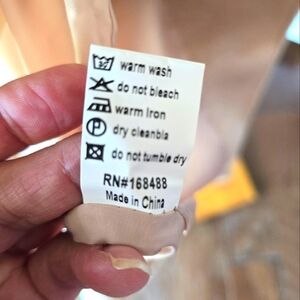 warm wash
do not bleach
warm iron
P dry cleanbla
do not tumble dry
RN#168488
Made in China